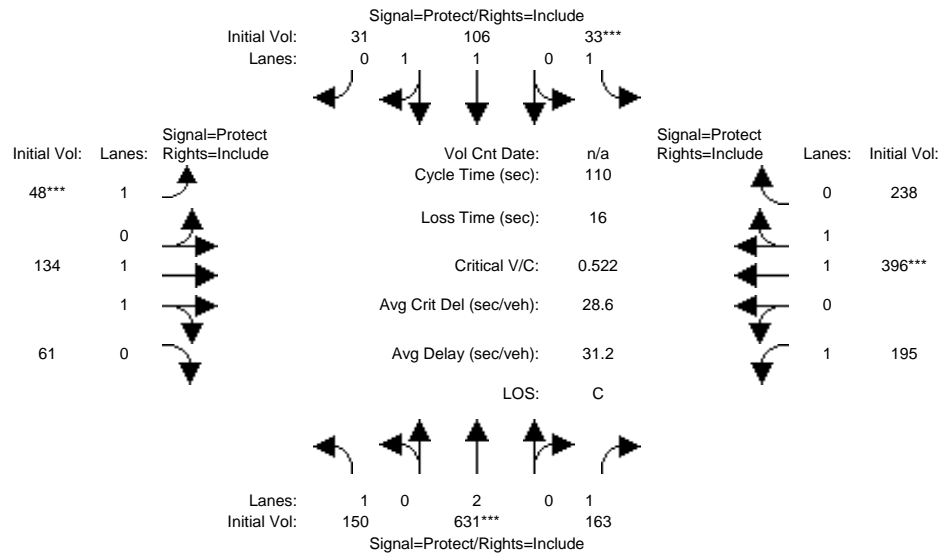 Signal=Protect/Rights=Include
Initial Vol: 31 106 33***
Lanes: 0 1 1 0 1
Signal=Protect Signal=Protect
Initial Vol: Lanes: Rights=Include Vol Cnt Date: n/a Rights=Include Lanes: Initial Vol:
Cycle Time (sec): 110
48*** 1 0 238
Loss Time (sec): 16
0 1
134 1 Critical V/C: 0.522 1 396***
1 Avg Crit Del (sec/veh): 28.6 0
61 0 Avg Delay (sec/veh): 31.2 1 195
LOS: C
Lanes: 1 0 2 0 1
Initial Vol: 150 631*** 163
Signal=Protect/Rights=Include